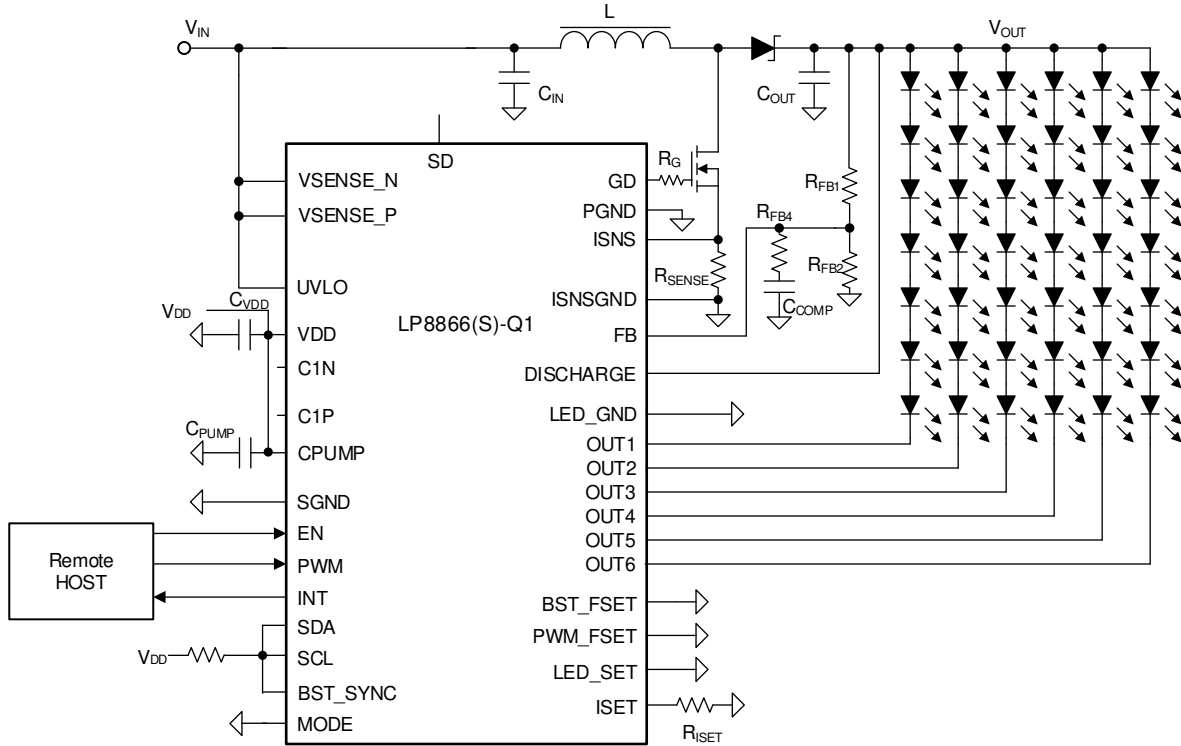 L
VIN
VOUT
CIN
COUT
SD
VSENSE_N
VSENSE_P
UVLO
CVDD
VDD
VDD
C1N
C1P
CPUMP
CPUMP
SGND
EN
PWM
INT
SDA
SCL
BST_SYNC
MODE
VDD
Remote
HOST
LP8866(S)-Q1
GD
RG
PGND
ISNS
RSENSE
ISNSGND
FB
DISCHARGE
LED_GND
OUT1
OUT2
OUT3
OUT4
OUT5
OUT6
BST_FSET
PWM_FSET
LED_SET
ISET
RISET
RFB1
RFB4
RFB2
CCOMP